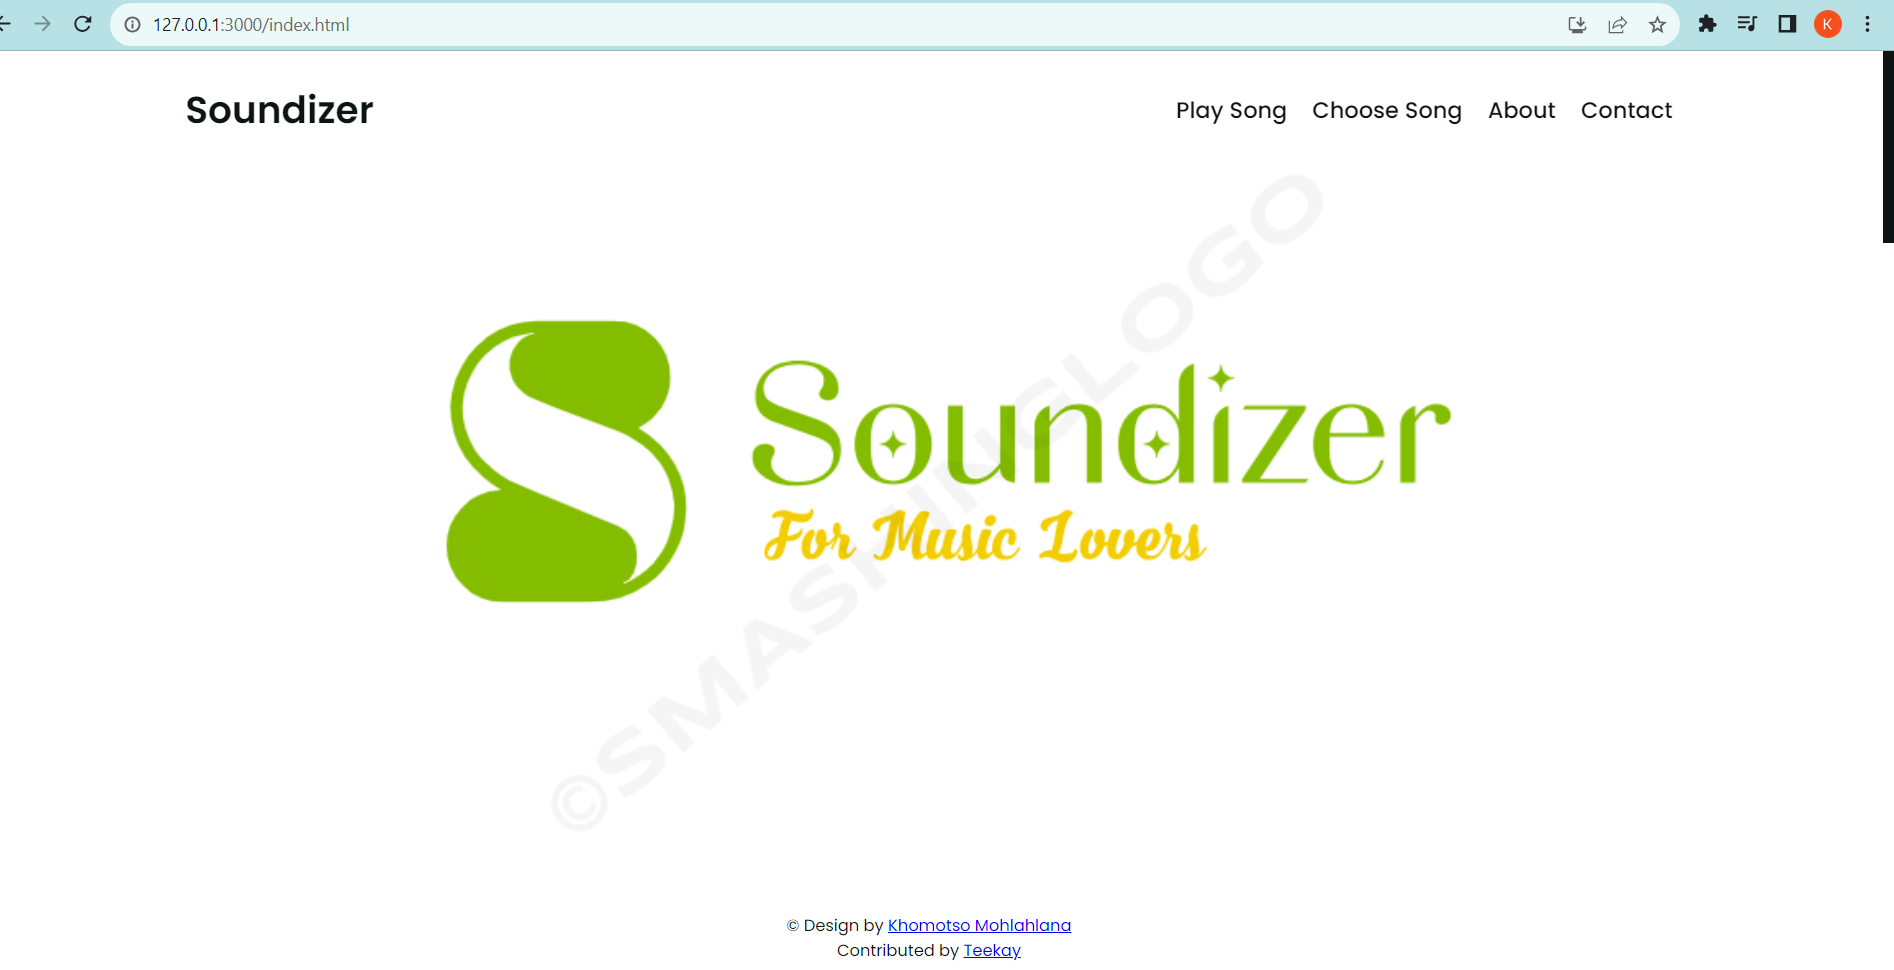 127.0.0.1:3000/index.html
K
Soundizer
Play Song Choose Song About Contact
©SMASHINGLOGO
Soundizer
For Music Lovers
© Design by Khomotso Mohlahlana
Contributed by Teekay